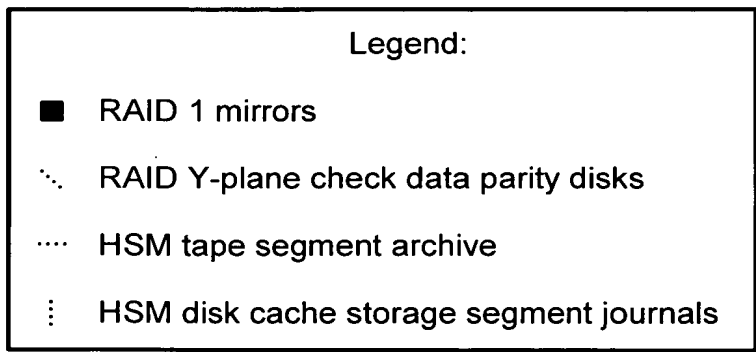 Legend:
RAID 1 mirrors
RAID Y-plane check data parity disks
HSM tape segment archive
HSM disk cache storage segment journals